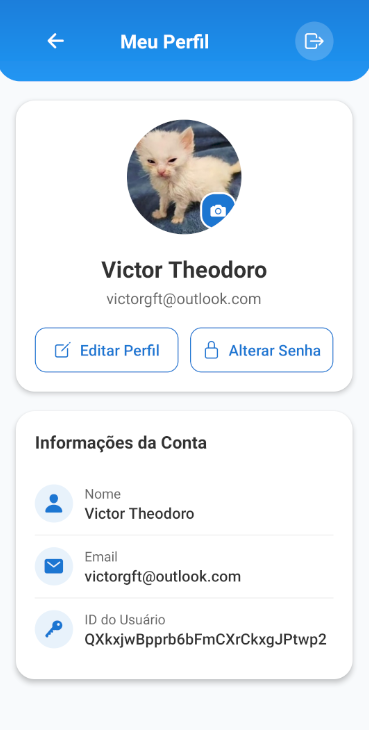 Meu Perfil
Victor Theodoro
victorgft@outlook.com
Editar Perfil
Alterar Senha
Informações da Conta
Nome
Victor Theodoro
Email
victorgft@outlook.com
ID do Usuário
QXkxjwBpprb6bFmCXrCkxgJPtwp2